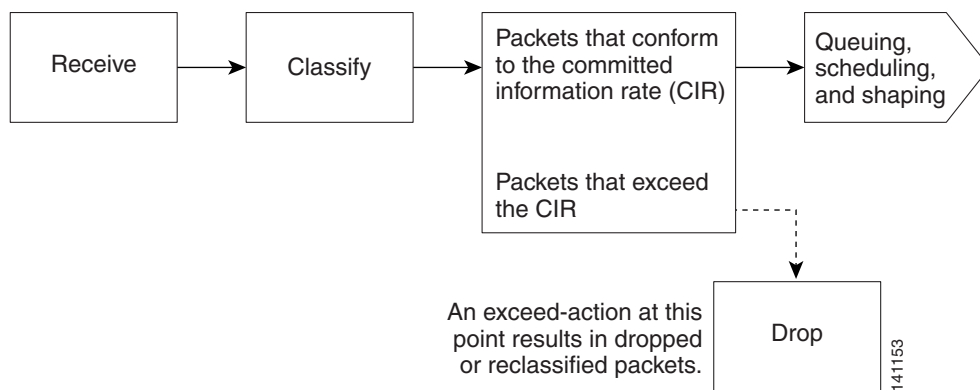 Receive
Classify
Packets that conform
to the committed
information rate (CIR)
Packets that exceed
the CIR
Queuing,
scheduling,
and shaping
An exceed-action at this
point results in dropped
or reclassified packets.
Drop
141153